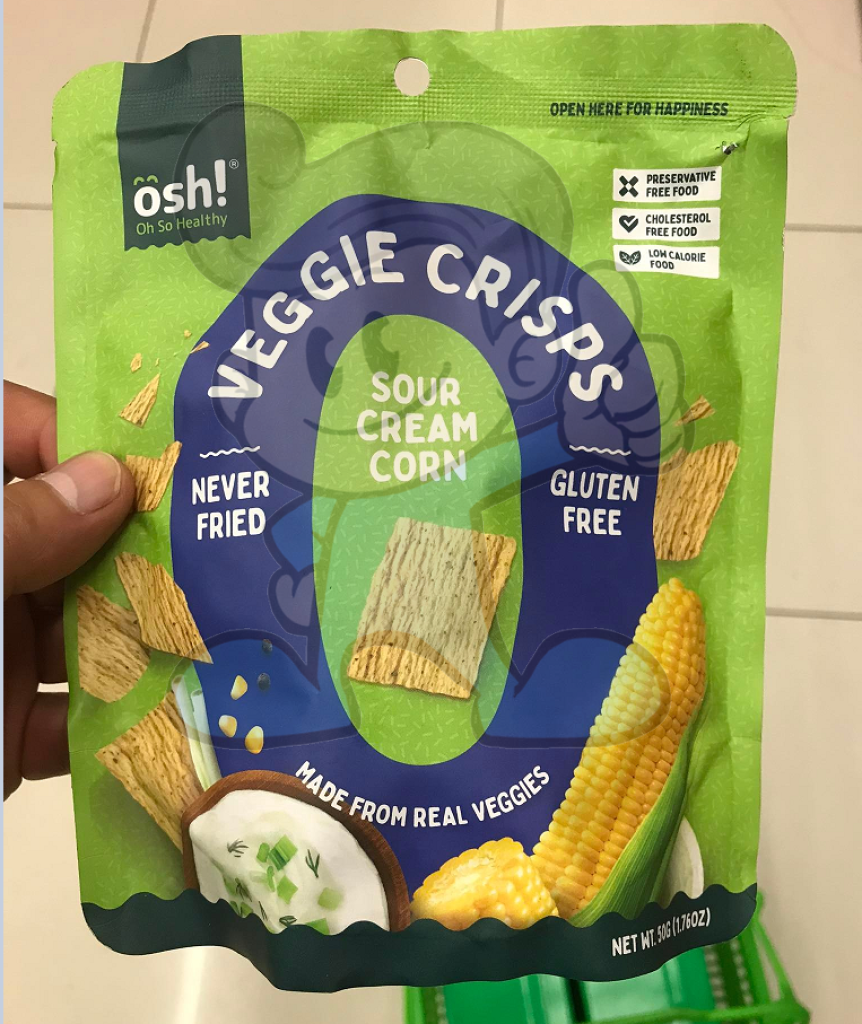 ôsh!®
Oh So Healthy
OPEN HERE FOR HAPPINESS
PRESERVATIVE
FREE FOOD
CHOLESTEROL
FREE FOOD
LOW CALORIE
FOOD
VEGGIE CRISPS
SOUR
CREAM
CORN
NEVER
FRIED
GLUTEN
FREE
MADE FROM REAL VEGGIES
NET WT. 50G (1.76OZ)